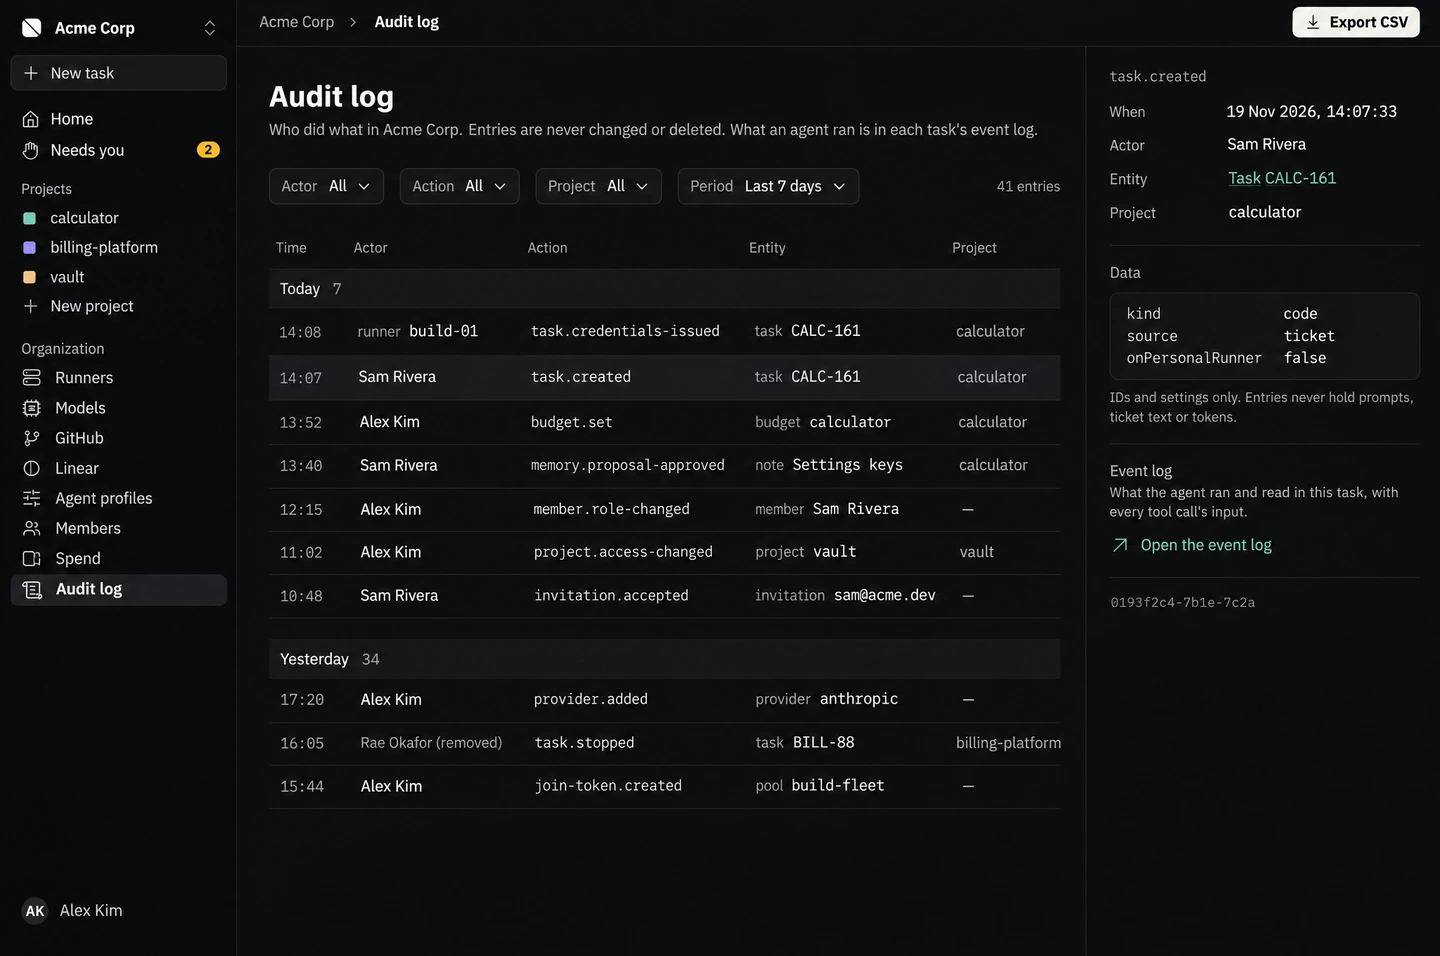 Acme Corp
New task
Home
Needs you 2
Projects
calculator
billing-platform
vault
New project
Organization
Runners
Models
GitHub
Linear
Agent profiles
Members
Spend
Audit log
AK Alex Kim
Acme Corp > Audit log
Export CSV
Audit log
Who did what in Acme Corp. Entries are never changed or deleted. What an agent ran is in each task's event log.
Actor All Action All Project All Period Last 7 days 41 entries
Time Actor Action Entity Project
Today 7
14:08 runner build-01 task.credentials-issued task CALC-161 calculator
14:07 Sam Rivera task.created task CALC-161 calculator
13:52 Alex Kim budget.set budget calculator calculator
13:40 Sam Rivera memory.proposal-approved note Settings keys calculator
12:15 Alex Kim member.role-changed member Sam Rivera —
11:02 Alex Kim project.access-changed project vault vault
10:48 Sam Rivera invitation.accepted invitation sam@acme.dev —
Yesterday 34
17:20 Alex Kim provider.added provider anthropic —
16:05 Rae Okafor (removed) task.stopped task BILL-88 billing-platform
15:44 Alex Kim join-token.created pool build-fleet —
task.created
When 19 Nov 2026, 14:07:33
Actor Sam Rivera
Entity Task CALC-161
Project calculator
Data
kind code
source ticket
onPersonalRunner false
IDs and settings only. Entries never hold prompts,
ticket text or tokens.
Event log
What the agent ran and read in this task, with
every tool call's input.
Open the event log
0193f2c4-7b1e-7c2a